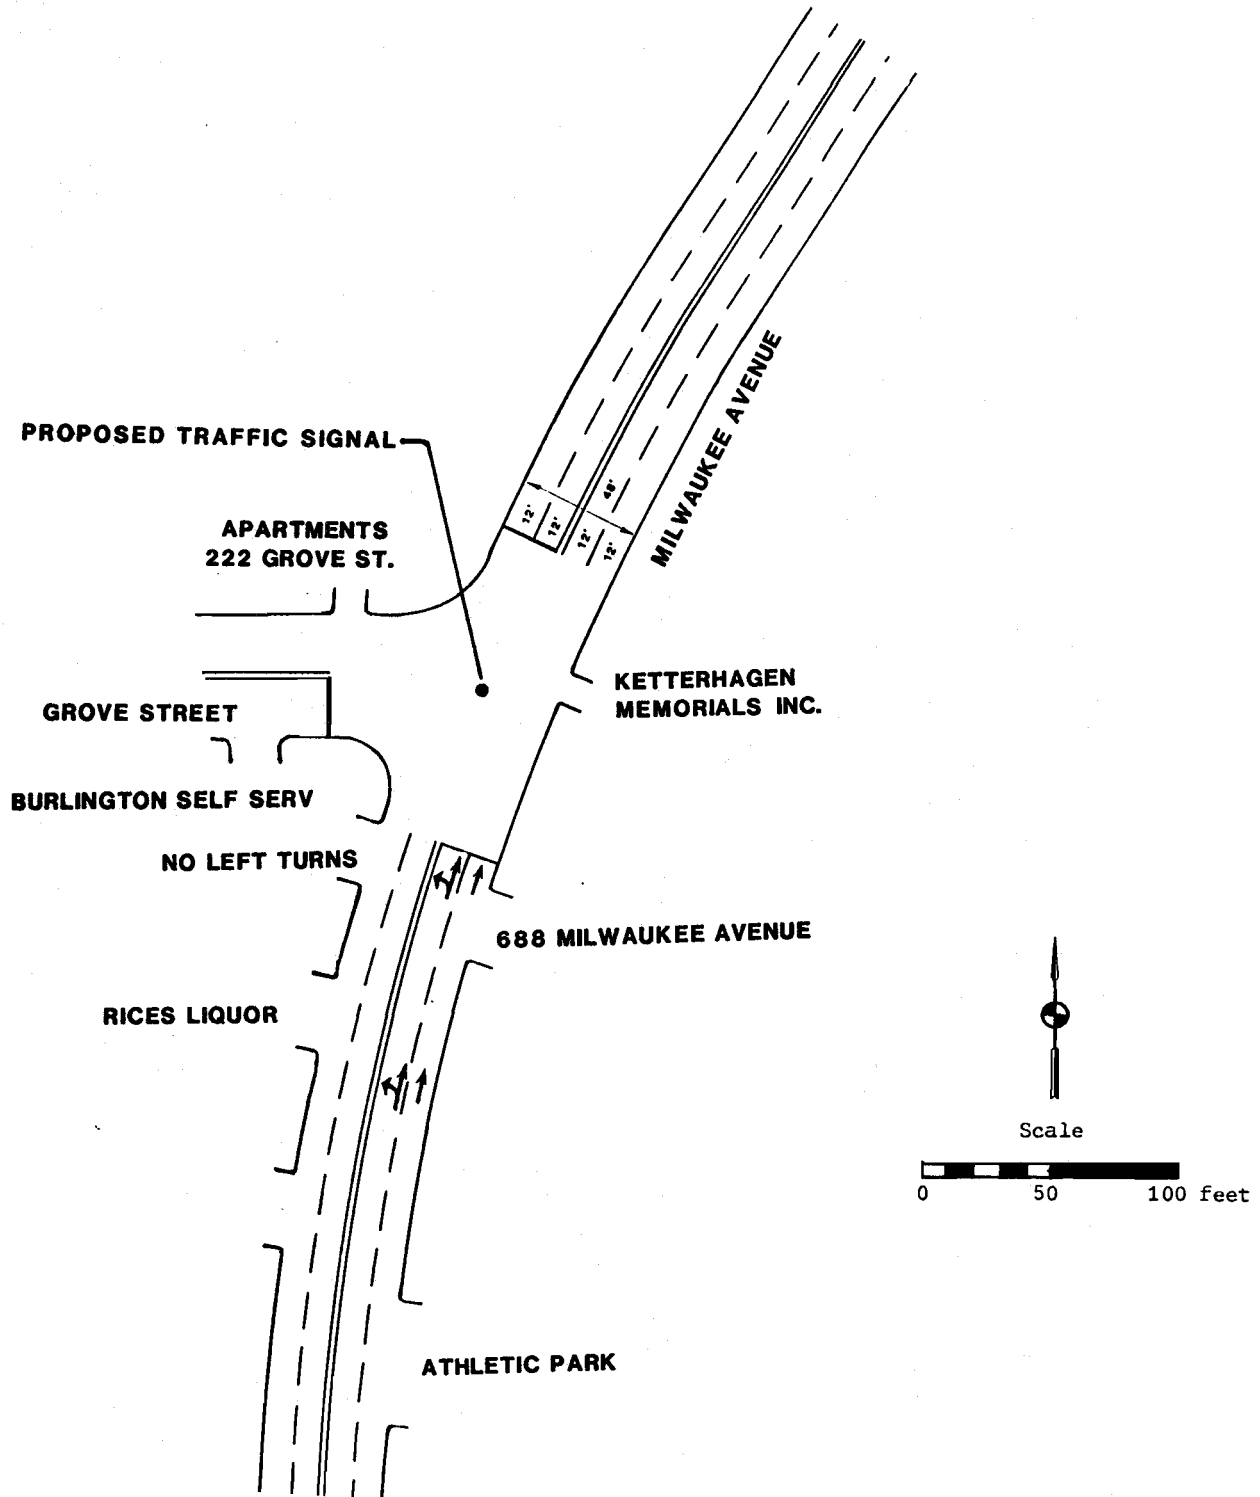 MILWAUKEE AVENUE
PROPOSED TRAFFIC SIGNAL
48'
12'
12'
12'
12'
APARTMENTS
222 GROVE ST.
KETTERHAGEN
MEMORIALS INC.
GROVE STREET
BURLINGTON SELF SERV
NO LEFT TURNS
688 MILWAUKEE AVENUE
RICES LIQUOR
Scale
0 50 100 feet
ATHLETIC PARK